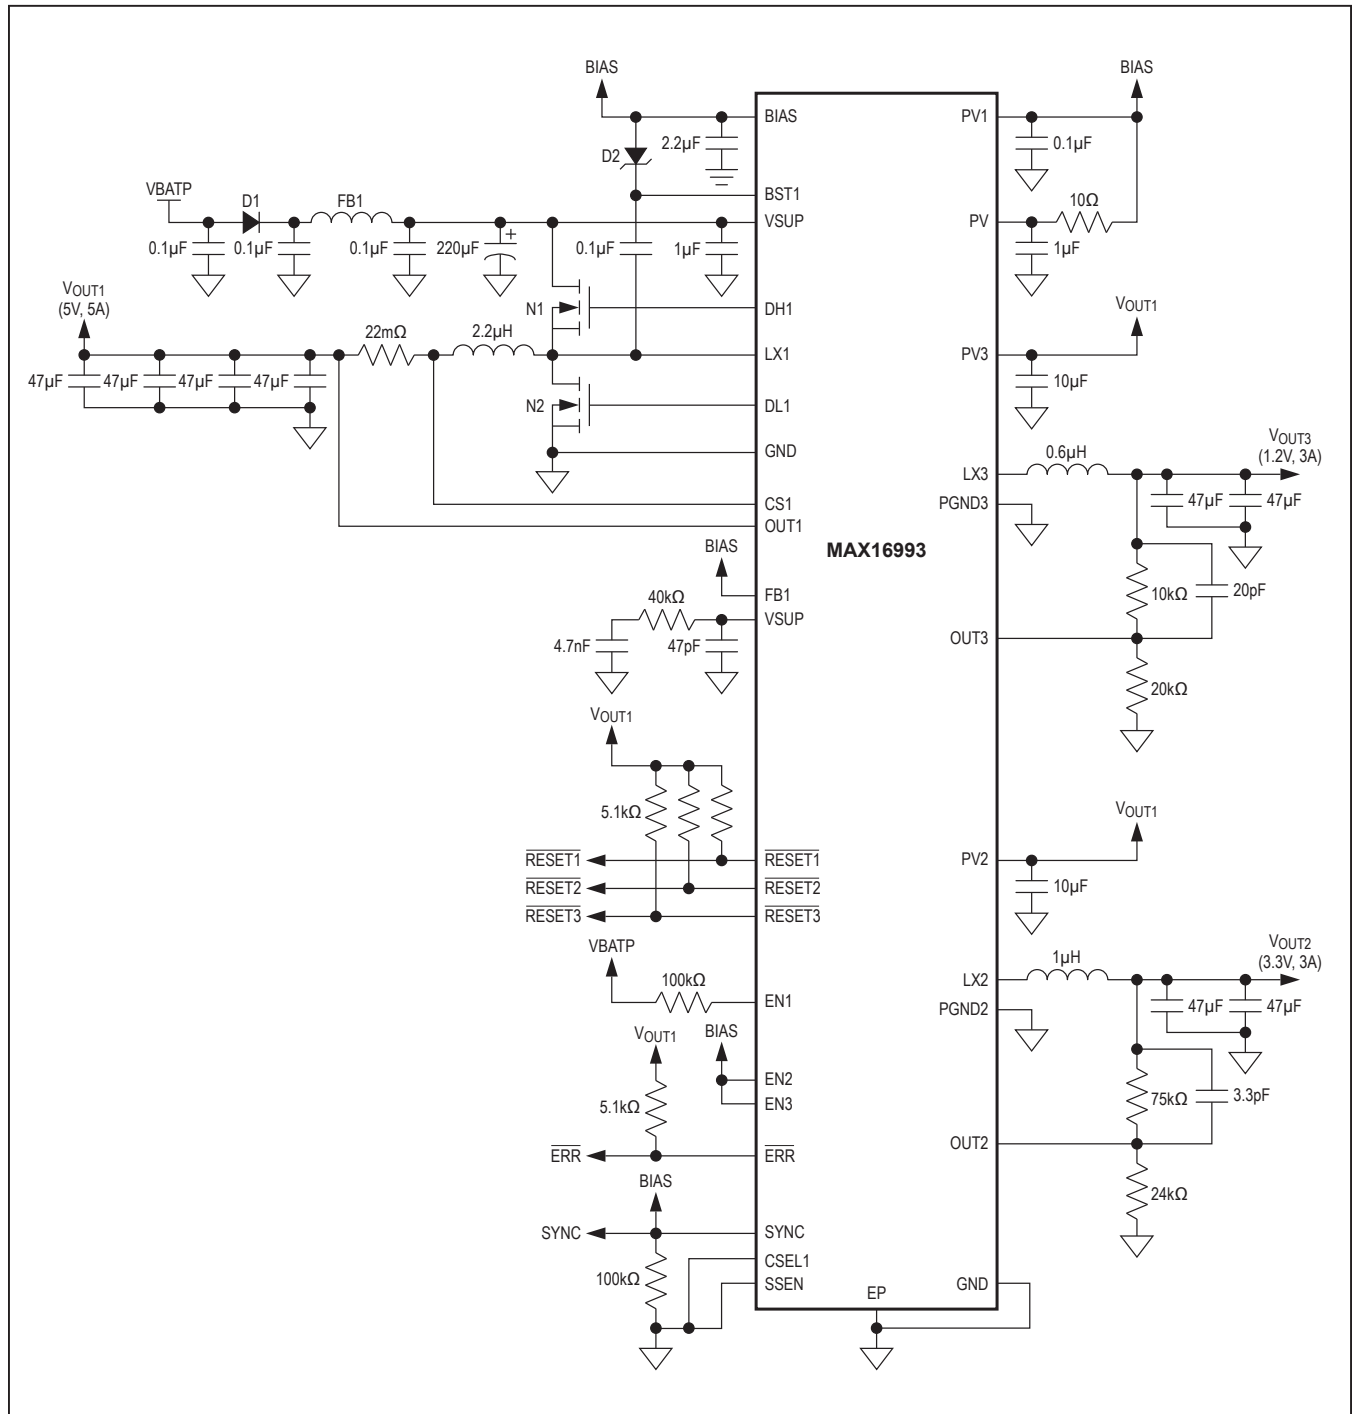 BIAS
BIAS
BIAS
PV1
D2
2.2µF
0.1µF
VBATP
D1
FB1
BST1
VSUP
PV
10Ω
0.1µF
0.1µF
0.1µF
220µF
+
0.1µF
1µF
1µF
VOUT1
(5V, 5A)
N1
DH1
VOUT1
22mΩ
2.2µH
LX1
PV3
47µF
47µF
47µF
47µF
10µF
N2
DL1
GND
0.6µH
VOUT3
(1.2V, 3A)
LX3
CS1
PGND3
47µF
47µF
OUT1
MAX16993
BIAS
FB1
10kΩ
20pF
40kΩ
VSUP
OUT3
4.7nF
47pF
20kΩ
VOUT1
5.1kΩ
VOUT1
RESET1
RESET1
PV2
RESET2
RESET2
10µF
RESET3
RESET3
VBATP
VOUT2
(3.3V, 3A)
100kΩ
1µH
LX2
EN1
PGND2
47µF
47µF
VOUT1
BIAS
EN2
5.1kΩ
EN3
75kΩ
3.3pF
ERR
ERR
OUT2
BIAS
24kΩ
SYNC
SYNC
CSEL1
100kΩ
SSEN
EP
GND